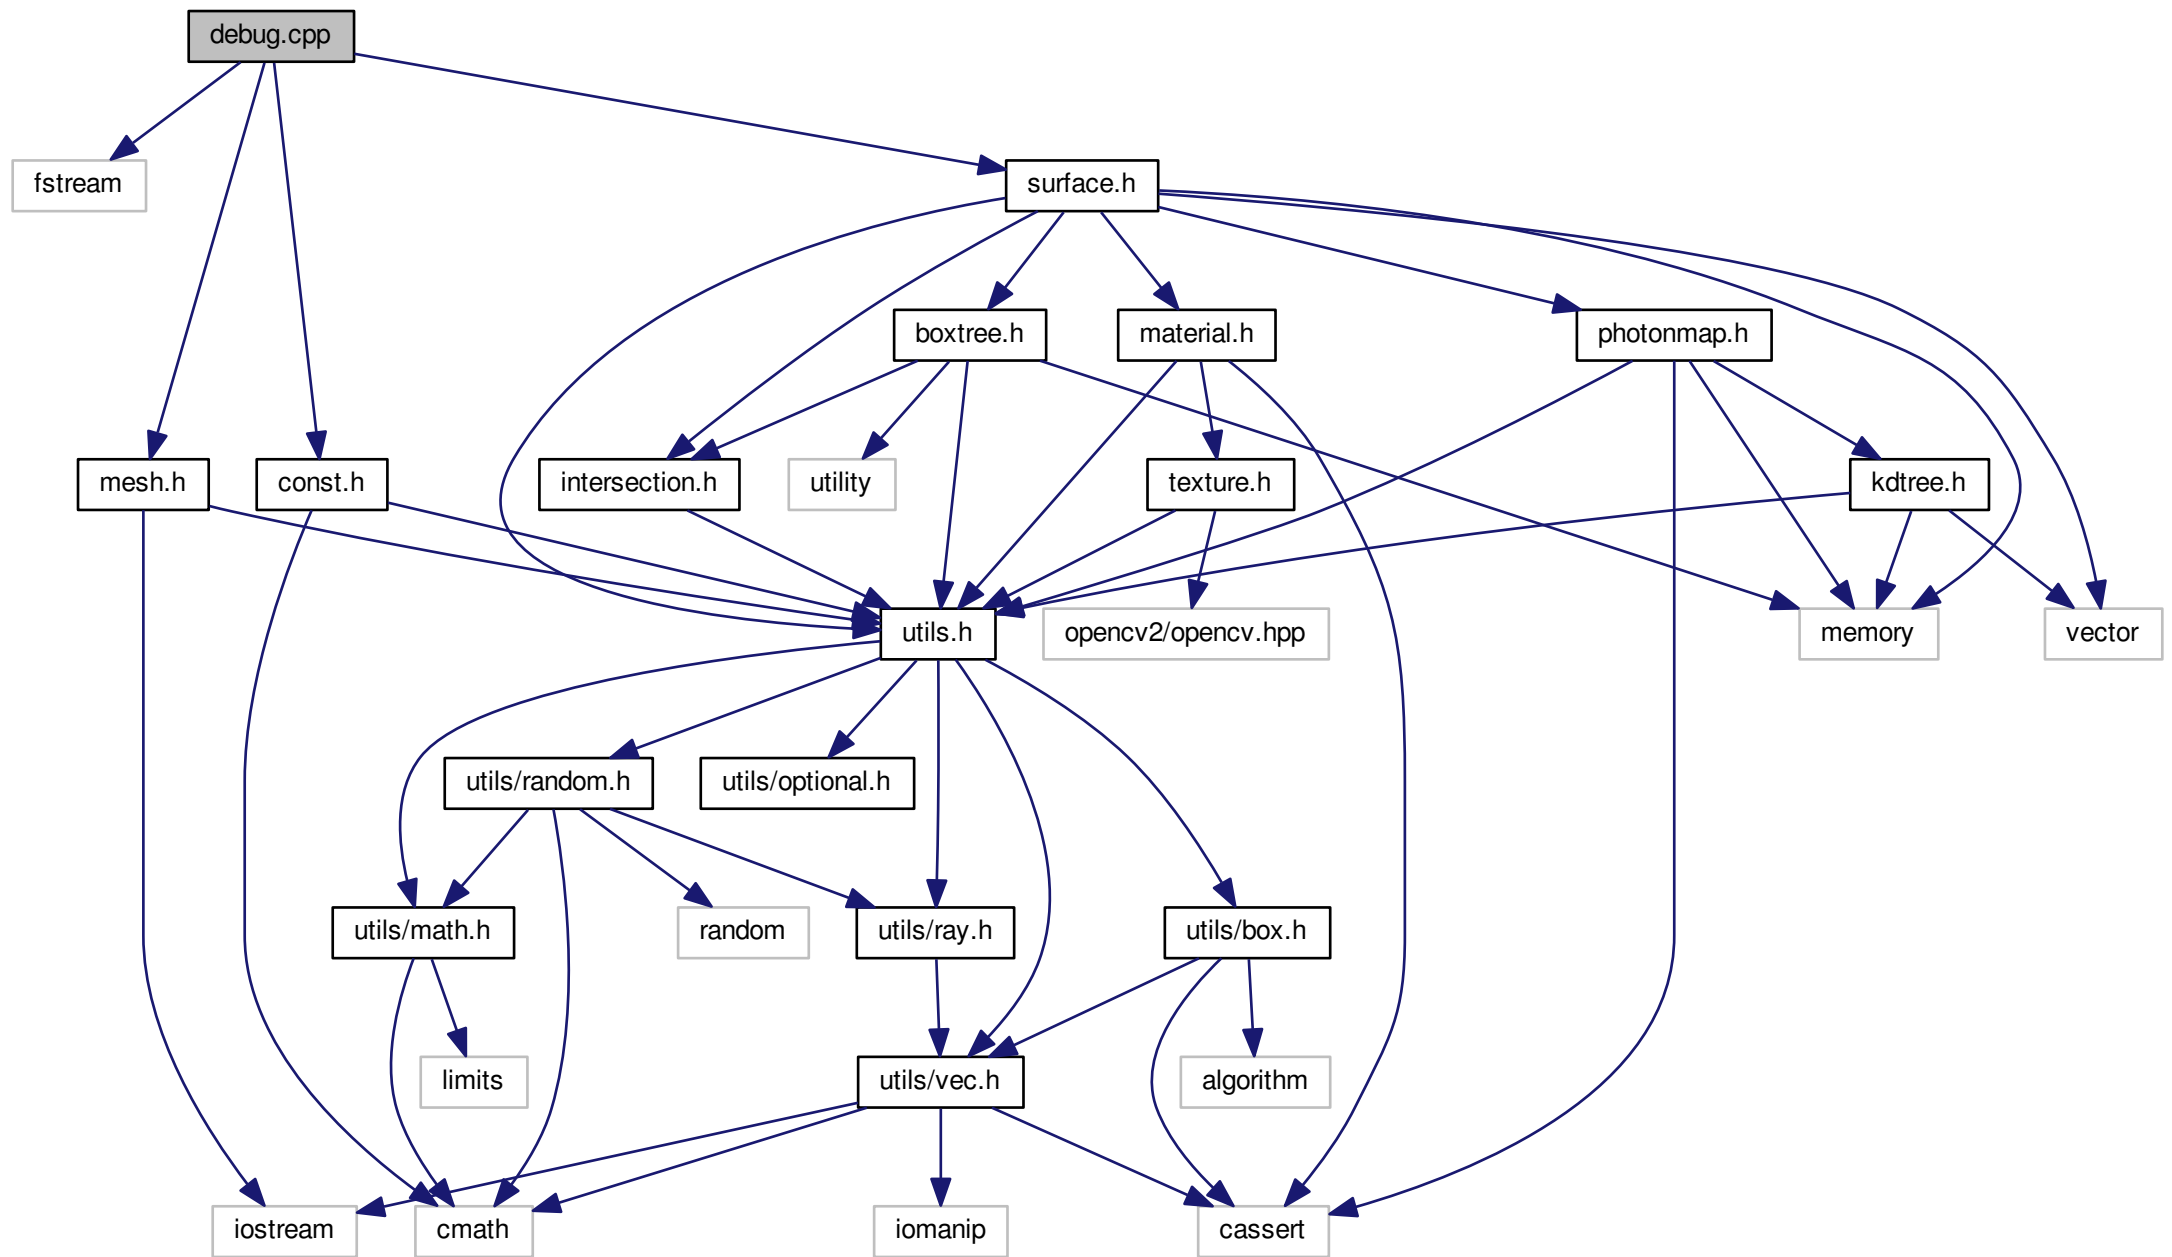 debug.cpp
fstream
surface.h
boxtree.h
material.h
photonmap.h
mesh.h
const.h
intersection.h
utility
texture.h
kdtree.h
utils.h
opencv2/opencv.hpp
memory
vector
utils/random.h
utils/optional.h
utils/math.h
random
utils/ray.h
utils/box.h
limits
utils/vec.h
algorithm
iostream
cmath
iomanip
cassert